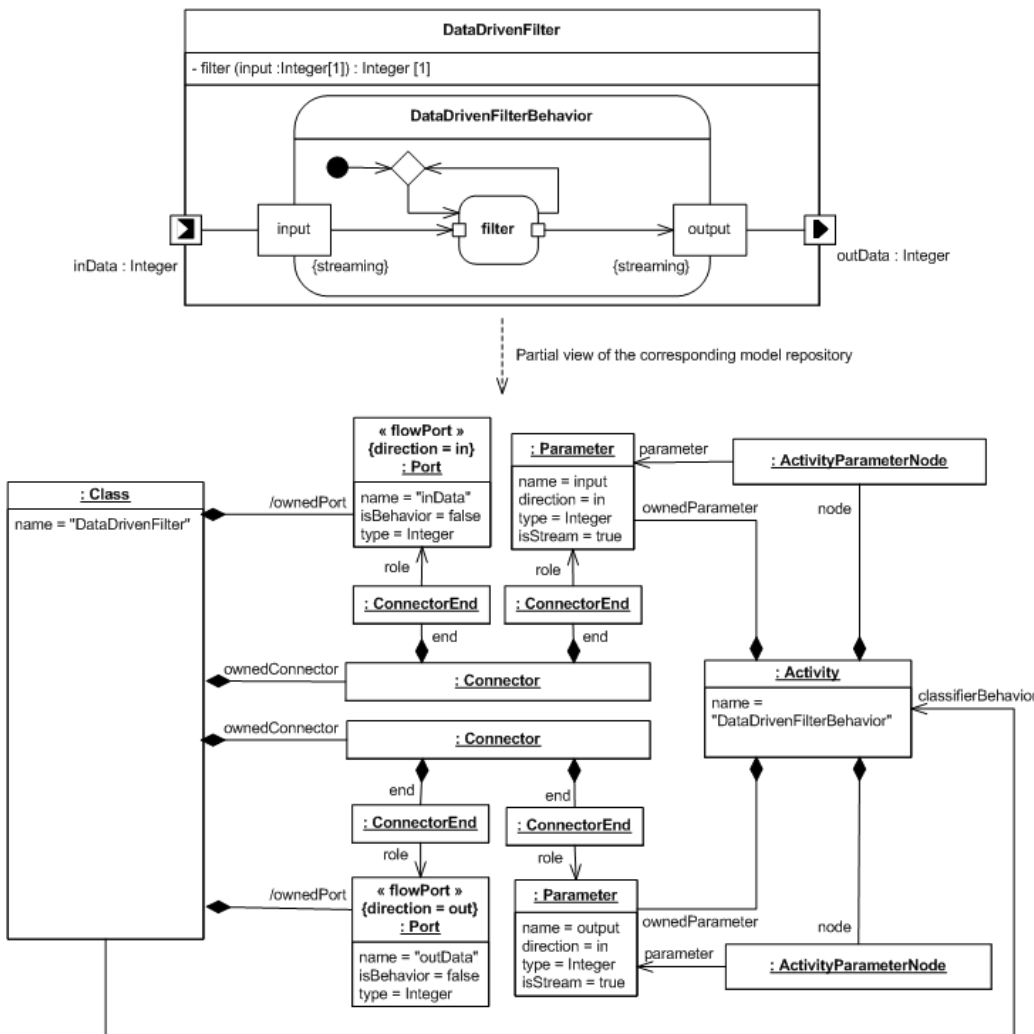 DataDrivenFilter
- filter (input :Integer[1]) : Integer [1]
DataDrivenFilterBehavior
input
filter
output
inData : Integer
{streaming}
{streaming}
outData : Integer
Partial view of the corresponding model repository
« flowPort »
{direction = in}
: Port
name = "inData"
isBehavior = false
type = Integer
: Parameter
name = input
direction = in
type = Integer
isStream = true
parameter
: ActivityParameterNode
: Class
name = "DataDrivenFilter"
/ownedPort
ownedParameter
node
role
role
: ConnectorEnd
: ConnectorEnd
end
end
ownedConnector
: Connector
: Activity
name =
"DataDrivenFilterBehavior"
classifierBehavior
ownedConnector
: Connector
end
end
: ConnectorEnd
: ConnectorEnd
role
role
/ownedPort
« flowPort »
{direction = out}
: Port
name = "outData"
isBehavior = false
type = Integer
: Parameter
name = output
direction = in
type = Integer
isStream = true
ownedParameter
node
parameter
: ActivityParameterNode